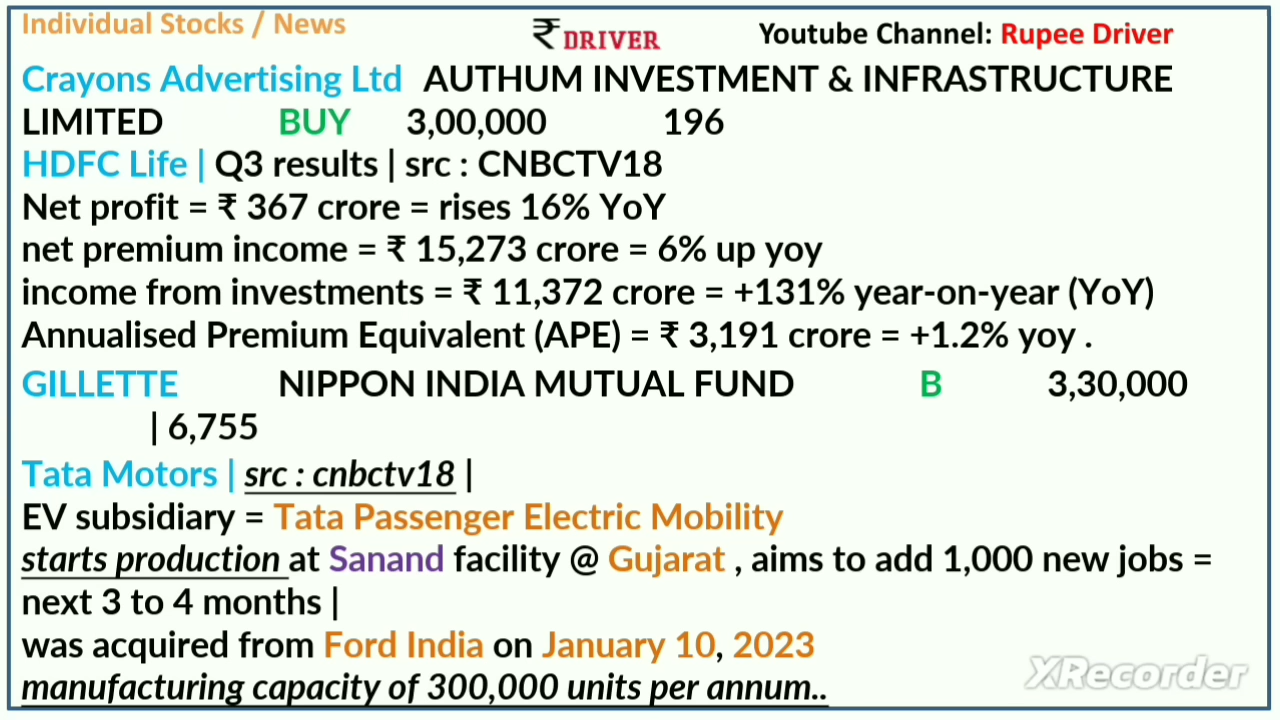 Individual Stocks / News
₹ DRIVER
Youtube Channel: Rupee Driver
Crayons Advertising Ltd AUTHUM INVESTMENT & INFRASTRUCTURE
LIMITED BUY 3,00,000 196
HDFC Life | Q3 results | src : CNBCTV18
Net profit = ₹ 367 crore = rises 16% YoY
net premium income = ₹ 15,273 crore = 6% up yoy
income from investments = ₹ 11,372 crore = +131% year-on-year (YoY)
Annualised Premium Equivalent (APE) = ₹ 3,191 crore = +1.2% yoy .
GILLETTE NIPPON INDIA MUTUAL FUND B 3,30,000
| 6,755
Tata Motors | src : cnbctv18 |
EV subsidiary = Tata Passenger Electric Mobility
starts production at Sanand facility @ Gujarat , aims to add 1,000 new jobs =
next 3 to 4 months |
was acquired from Ford India on January 10, 2023
manufacturing capacity of 300,000 units per annum..
XRecorder